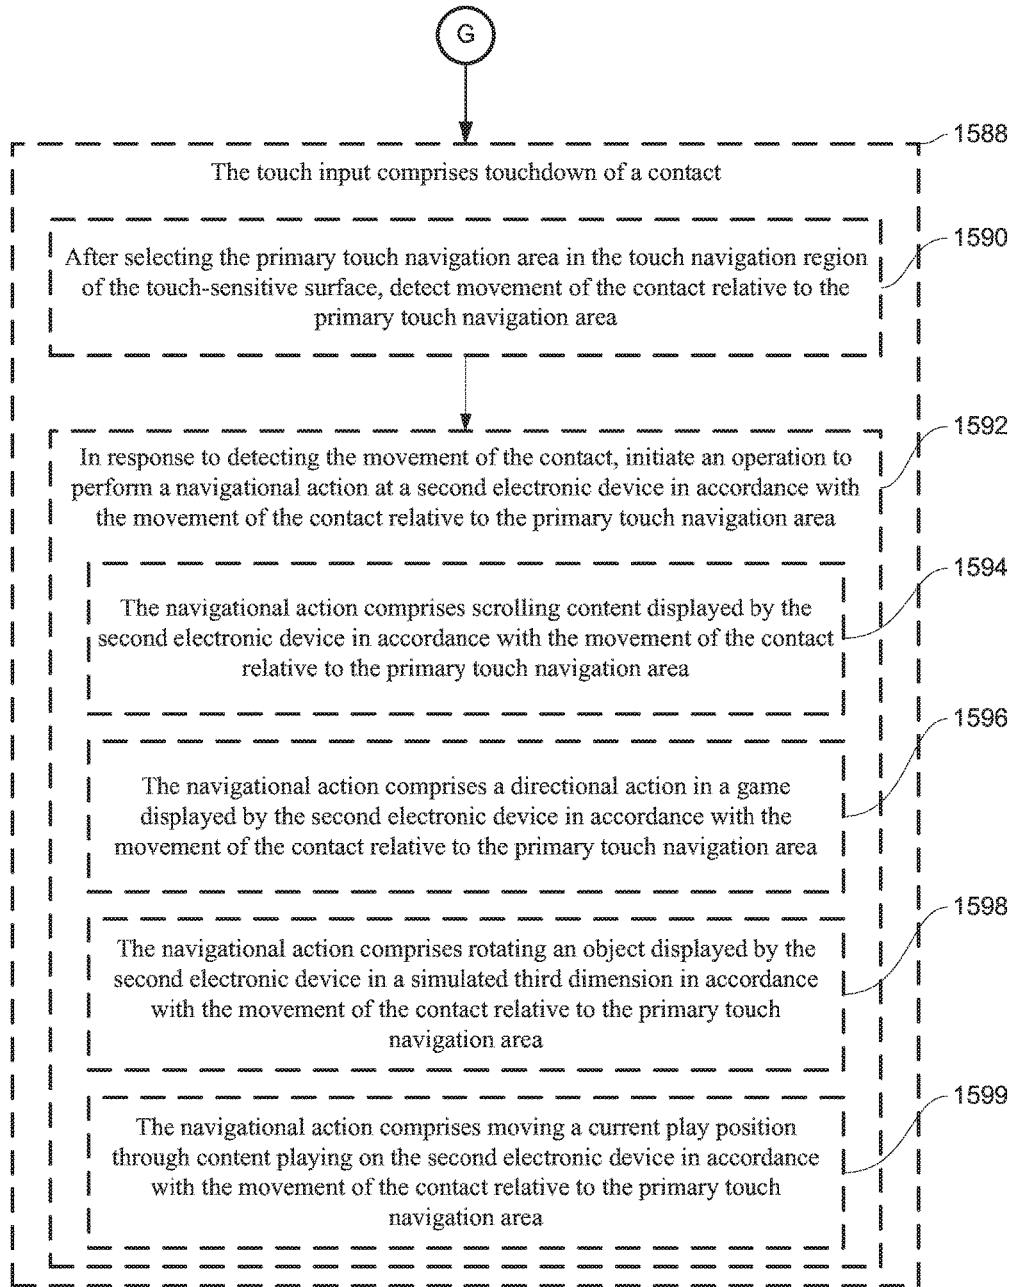 G
1588
The touch input comprises touchdown of a contact
1590
After selecting the primary touch navigation area in the touch navigation region
of the touch-sensitive surface, detect movement of the contact relative to the
primary touch navigation area
1592
In response to detecting the movement of the contact, initiate an operation to
perform a navigational action at a second electronic device in accordance with
the movement of the contact relative to the primary touch navigation area
1594
The navigational action comprises scrolling content displayed by the
second electronic device in accordance with the movement of the contact
relative to the primary touch navigation area
1596
The navigational action comprises a directional action in a game
displayed by the second electronic device in accordance with the
movement of the contact relative to the primary touch navigation area
1598
The navigational action comprises rotating an object displayed by the
second electronic device in a simulated third dimension in accordance
with the movement of the contact relative to the primary touch
navigation area
1599
The navigational action comprises moving a current play position
through content playing on the second electronic device in accordance
with the movement of the contact relative to the primary touch
navigation area